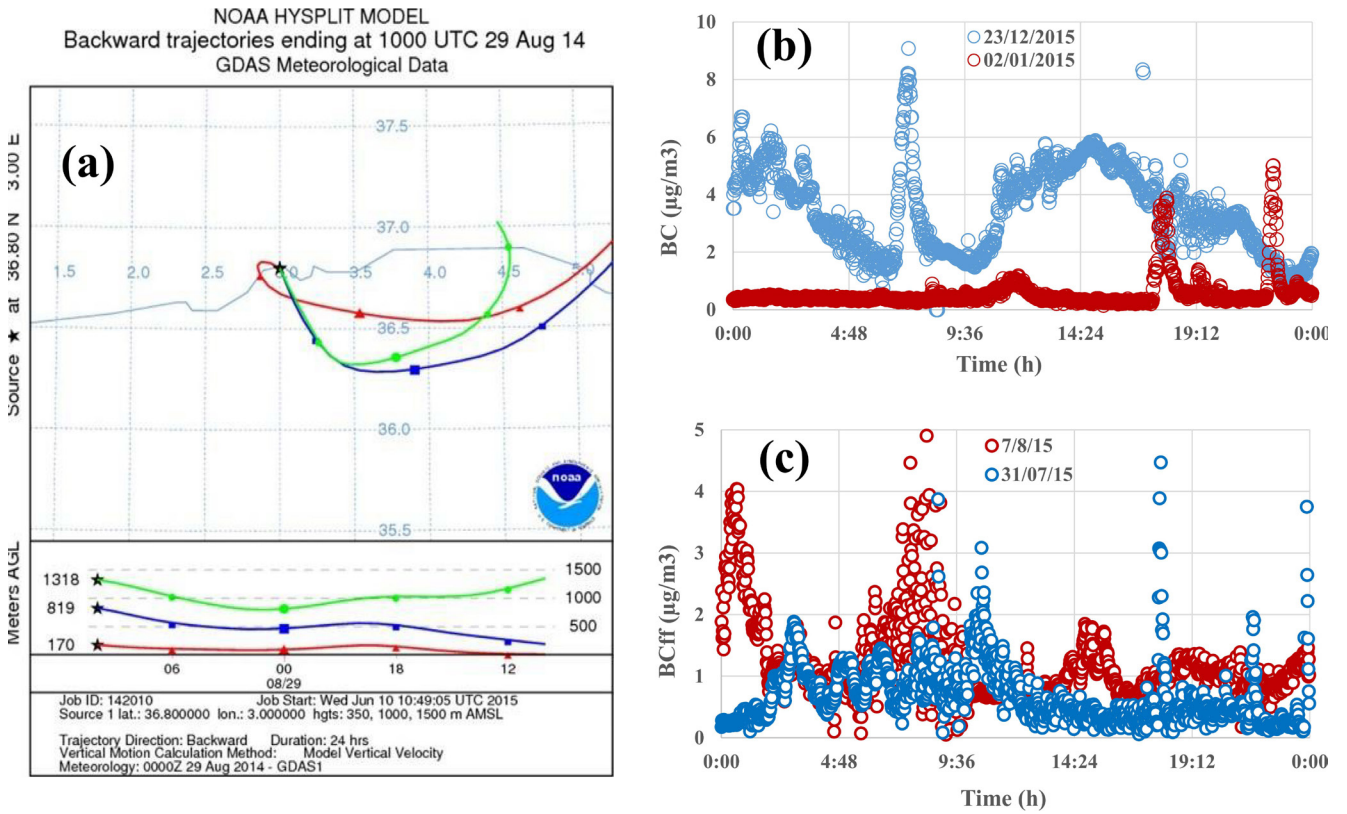 NOAA HYSPLIT MODEL
Backward trajectories ending at 1000 UTC 29 Aug 14
GDAS Meteorological Data
(a)
Source ★ at 36.80 N 3.00 E
37.5
37.0
1.5 2.0 2.5 3.0 3.5 4.0 4.5 5.0
36.5
36.0
35.5
noaa
Meters AGL
1318
819
170
1500
1000
500
06 00 18 12
08/29
Job ID: 142010 Job Start: Wed Jun 10 10:49:05 UTC 2015
Source 1 lat.: 36.800000 lon.: 3.000000 hgts: 350, 1000, 1500 m AMSL
Trajectory Direction: Backward Duration: 24 hrs
Vertical Motion Calculation Method: Model Vertical Velocity
Meteorology: 0000Z 29 Aug 2014 - GDAS1
(b)
23/12/2015
02/01/2015
BC (µg/m3)
10
8
6
4
2
0
0:00 4:48 9:36 14:24 19:12 0:00
Time (h)
(c)
7/8/15
31/07/15
BCff (µg/m3)
5
4
3
2
1
0
0:00 4:48 9:36 14:24 19:12 0:00
Time (h)